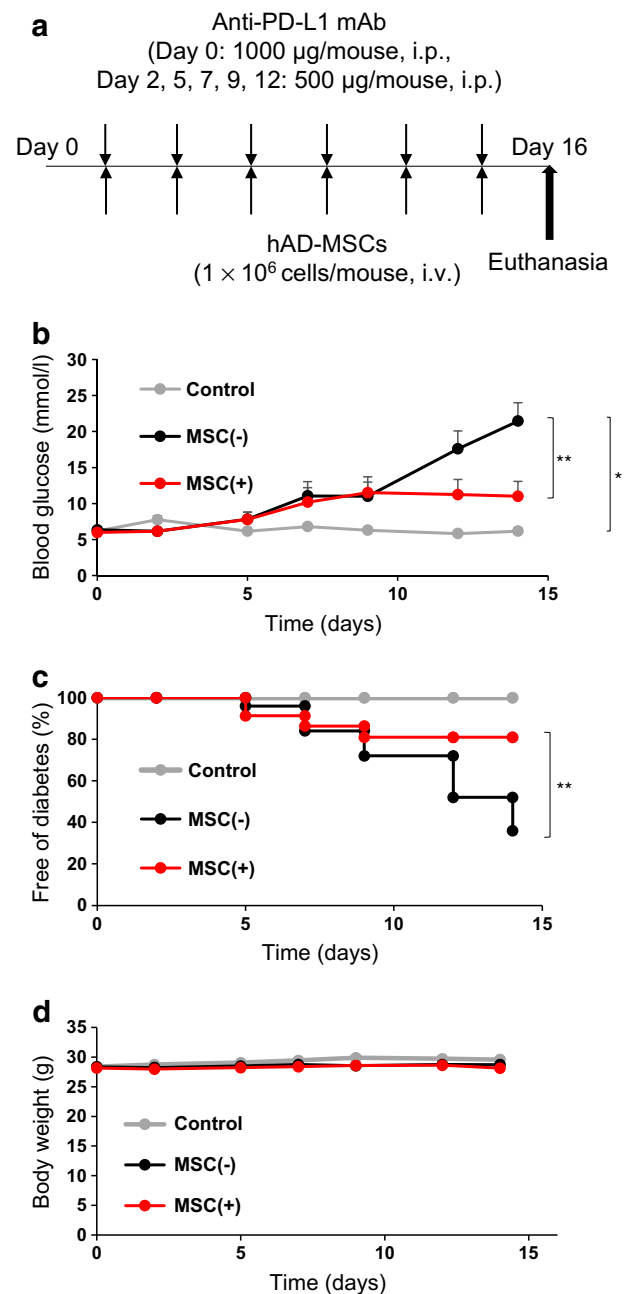 a
Anti-PD-L1 mAb
(Day 0: 1000 µg/mouse, i.p.,
Day 2, 5, 7, 9, 12: 500 µg/mouse, i.p.)
Day 0
Day 16
hAD-MSCs
(1 × 10⁶ cells/mouse, i.v.)
Euthanasia
b
Blood glucose (mmol/l)
30
25
20
15
10
5
0
Control
MSC(-)
MSC(+)
**
*
0 5 10 15
Time (days)
c
Free of diabetes (%)
100
80
60
40
20
0
Control
MSC(-)
MSC(+)
**
0 5 10 15
Time (days)
d
Body weight (g)
35
30
25
20
15
10
5
0
Control
MSC(-)
MSC(+)
0 5 10 15
Time (days)